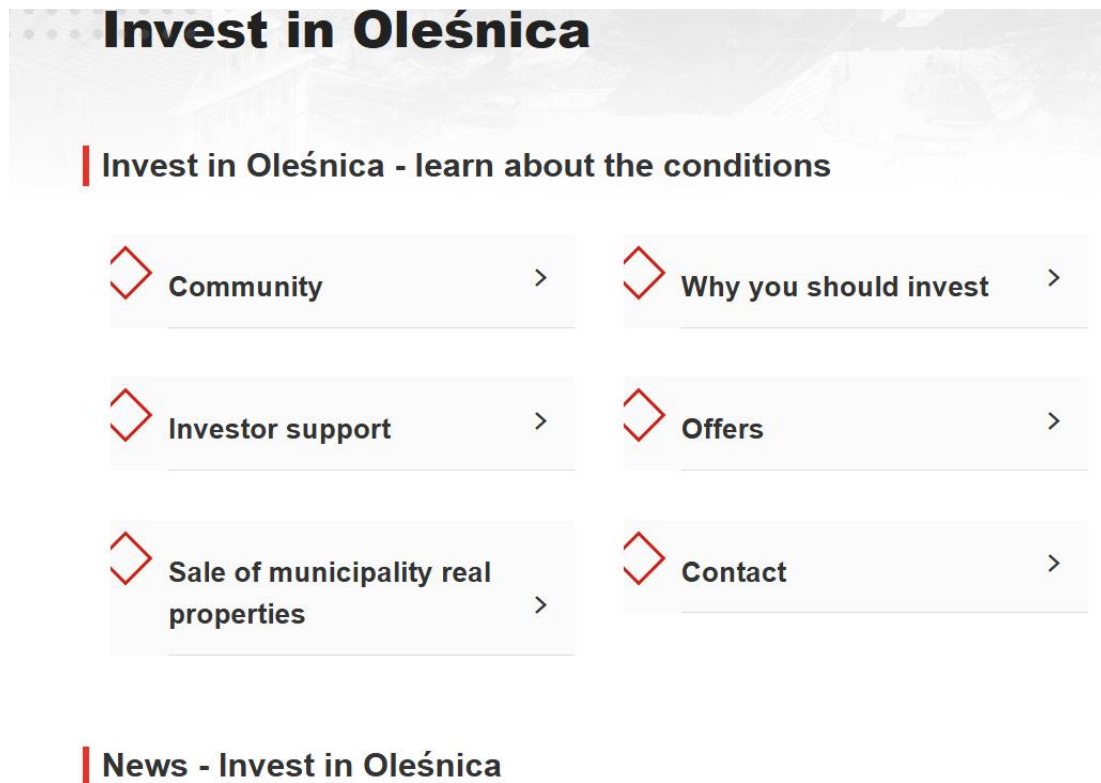 Invest in Oleśnica
Invest in Oleśnica - learn about the conditions
Community
Why you should invest
Investor support
Offers
Sale of municipality real
properties
Contact
News - Invest in Oleśnica